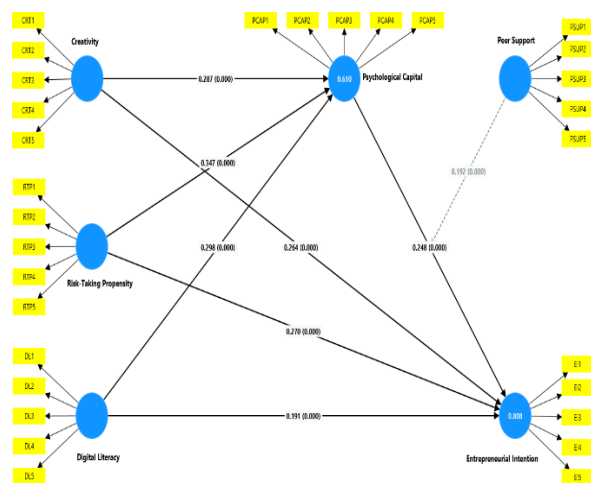 CRT1
CRT2
CRT3
CRT4
CRT5
Creativity
PCAP1
PCAP2
PCAP3
PCAP4
PCAP5
0.610
Psychological Capital
Peer Support
PSUP1
PSUP2
PSUP3
PSUP4
PSUP5
0.287 (0.000)
0.347 (0.000)
0.192 (0.000)
0.298 (0.000)
0.264 (0.000)
0.248 (0.000)
RTP1
RTP2
RTP3
RTP4
RTP5
Risk-Taking Propensity
0.270 (0.000)
DL1
DL2
DL3
DL4
DL5
Digital Literacy
0.191 (0.000)
0.808
Entrepreneurial Intention
EI1
EI2
EI3
EI4
EI5